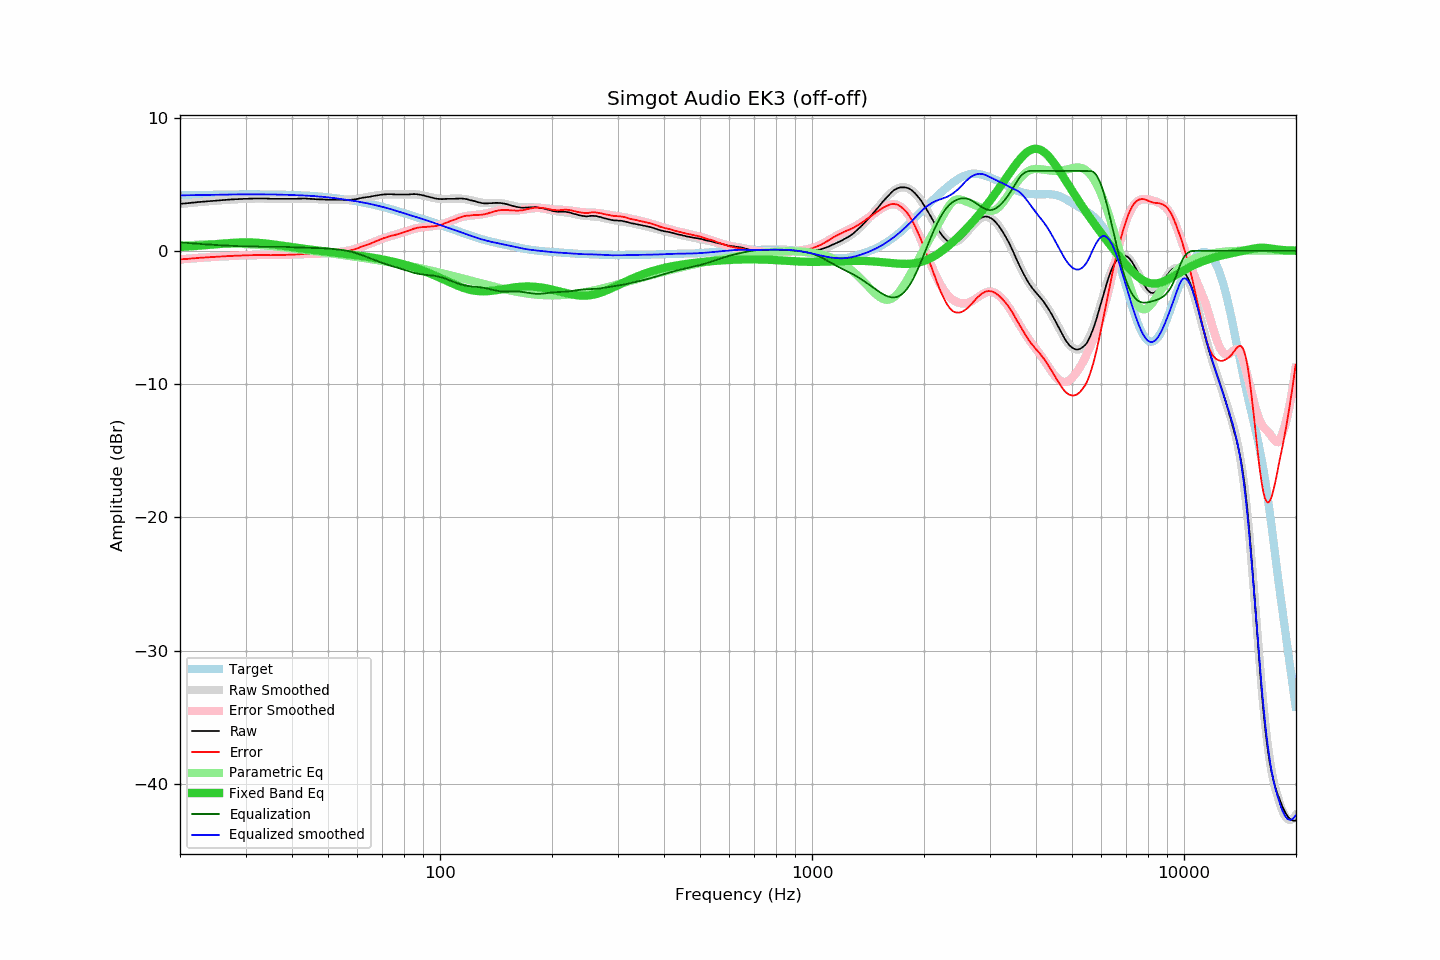 Simgot Audio EK3 (off-off)
10
0
−10
−20
−30
−40
Amplitude (dBr)
Target
Raw Smoothed
Error Smoothed
Raw
Error
Parametric Eq
Fixed Band Eq
Equalization
Equalized smoothed
100
1000
10000
Frequency (Hz)